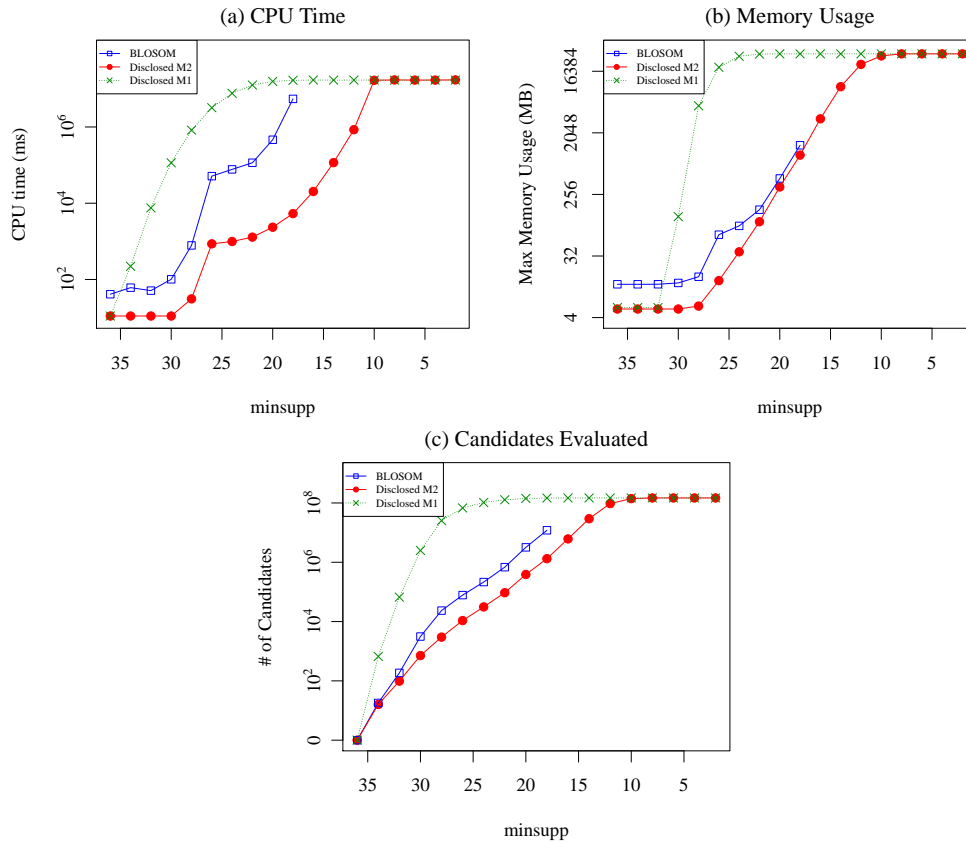 (a) CPU Time
BLOSOM
Disclosed M2
Disclosed M1
CPU time (ms)
10^6
10^4
10^2
35 30 25 20 15 10 5
minsupp
(b) Memory Usage
BLOSOM
Disclosed M2
Disclosed M1
Max Memory Usage (MB)
16384
2048
256
32
4
35 30 25 20 15 10 5
minsupp
(c) Candidates Evaluated
BLOSOM
Disclosed M2
Disclosed M1
# of Candidates
10^8
10^6
10^4
10^2
0
35 30 25 20 15 10 5
minsupp